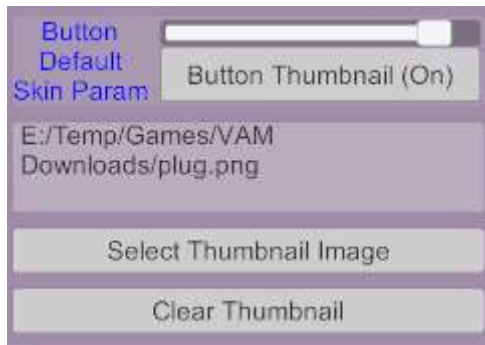 Button
Default
Skin Param
Button Thumbnail (On)
E:/Temp/Games/VAM
Downloads/plug.png
Select Thumbnail Image
Clear Thumbnail